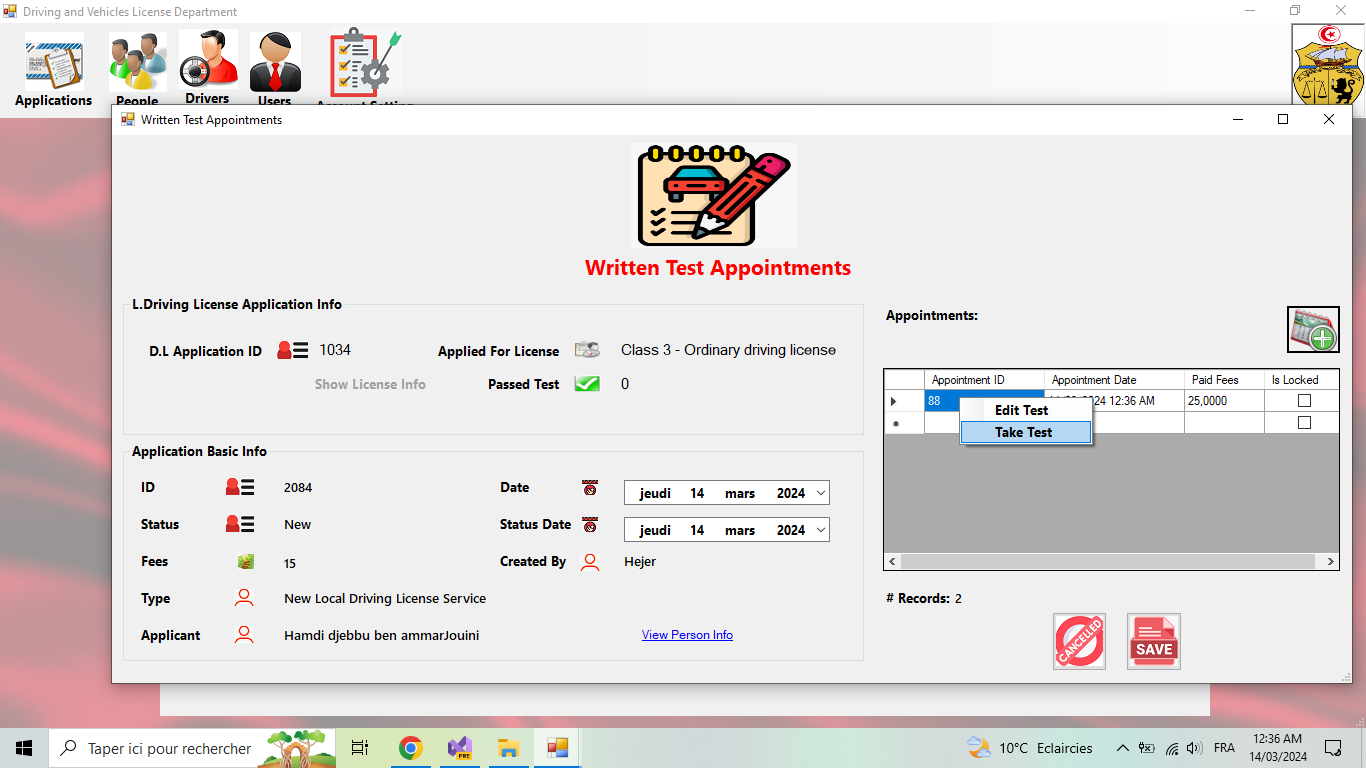 Driving and Vehicles License Department
Applications
People
Drivers
Users
Account Setting
Written Test Appointments
Written Test Appointments
L.Driving License Application Info
D.L Application ID 1034 Applied For License Class 3 - Ordinary driving license
Show License Info Passed Test 0
Application Basic Info
ID 2084 Date jeudi 14 mars 2024
Status New Status Date jeudi 14 mars 2024
Fees 15 Created By Hejer
Type New Local Driving License Service
Applicant Hamdi djebbu ben ammarJouini View Person Info
Appointments:
Appointment ID Appointment Date Paid Fees Is Locked
88 2024 12:36 AM 25,0000
Edit Test
Take Test
# Records: 2
CANCELLED
SAVE
Taper ici pour rechercher
PRE
10°C Eclaircies
FRA
12:36 AM
14/03/2024